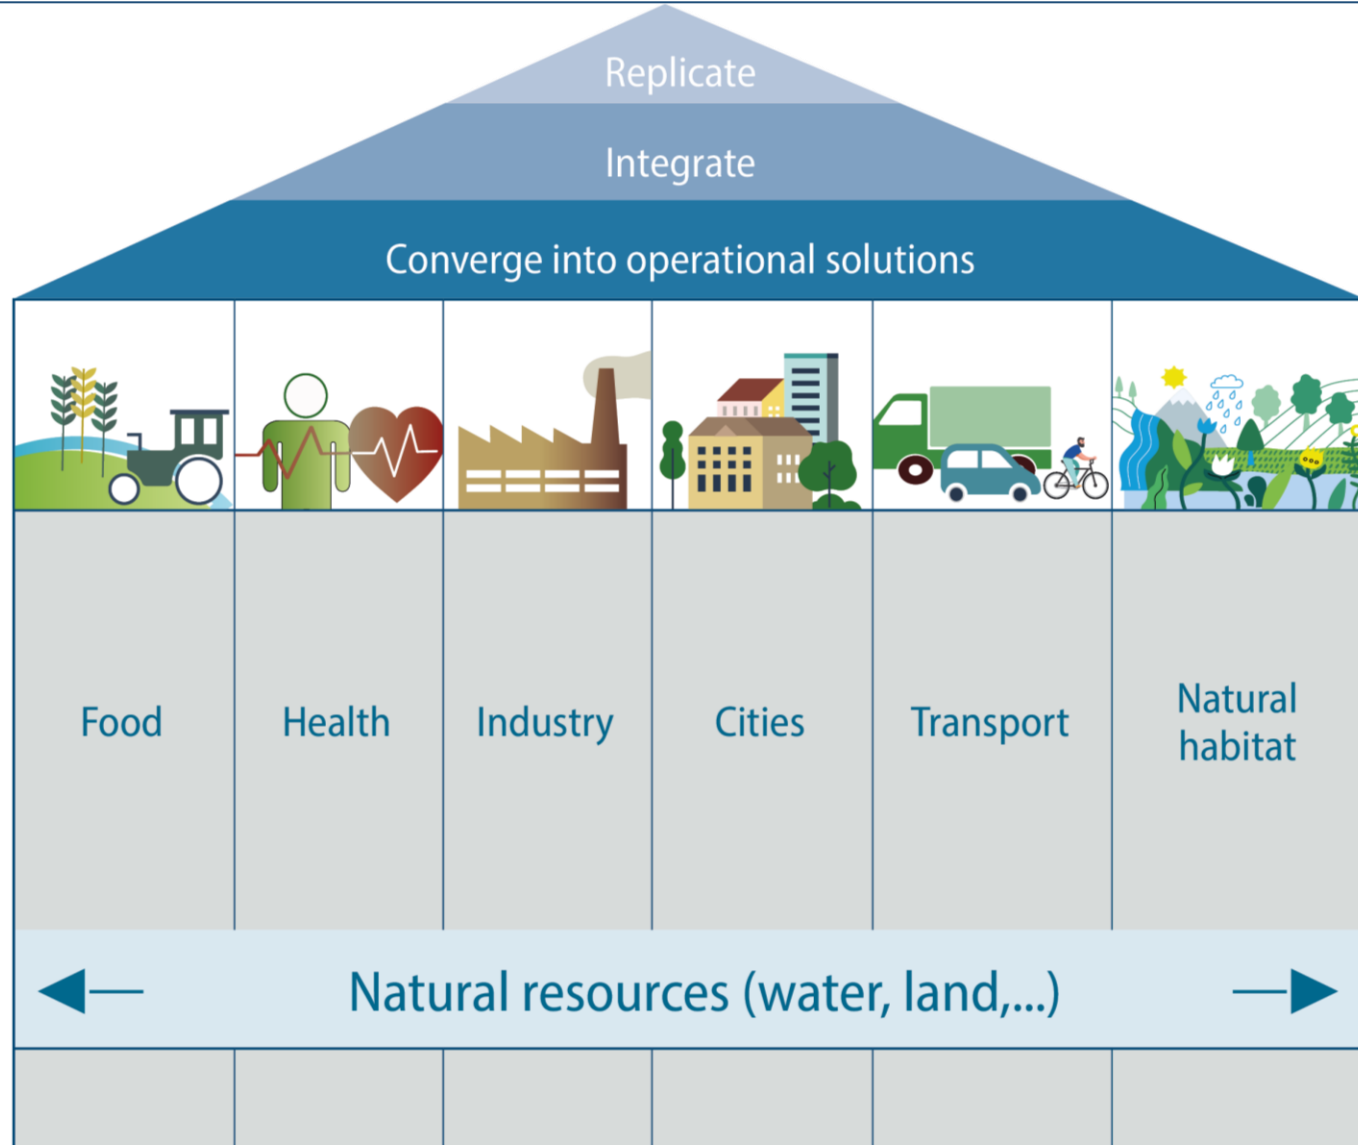 Replicate
Integrate
Converge into operational solutions
Food
Health
Industry
Cities
Transport
Natural
habitat
Natural resources (water, land,...)